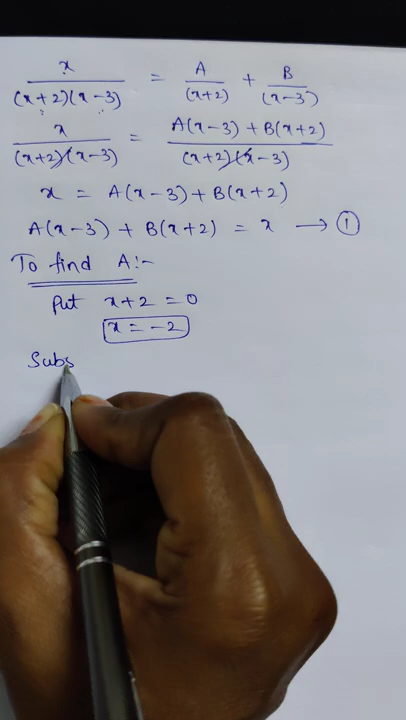 x/(x+2)(x-3) = A/(x+2) + B/(x-3)
x/(x+2)(x-3) = A(x-3) + B(x+2)/(x+2)(x-3)
x = A(x-3) + B(x+2)
A(x-3) + B(x+2) = x → ①
To find A:-
Put x+2 = 0
x = -2
Subs